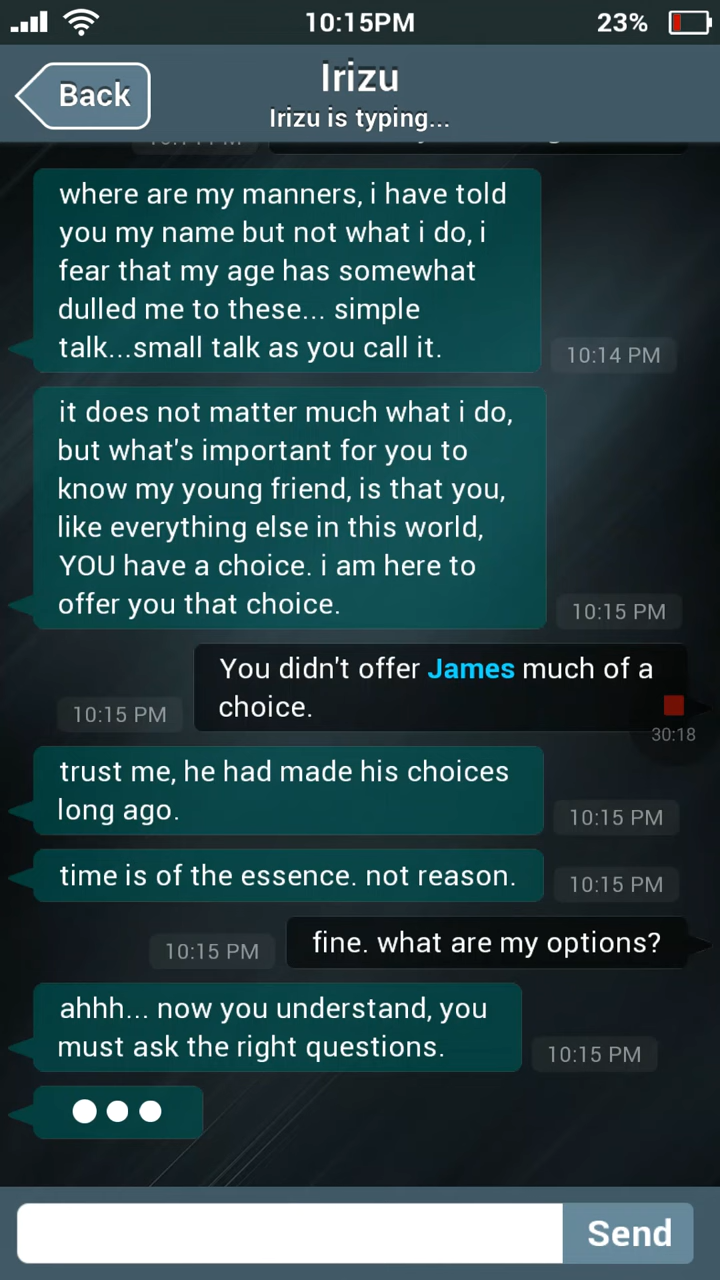 10:15PM
23%
Back
Irizu
Irizu is typing...
where are my manners, i have told
you my name but not what i do, i
fear that my age has somewhat
dulled me to these... simple
talk...small talk as you call it.
10:14 PM
it does not matter much what i do,
but what's important for you to
know my young friend, is that you,
like everything else in this world,
YOU have a choice. i am here to
offer you that choice.
10:15 PM
You didn't offer James much of a
choice.
10:15 PM
30:18
trust me, he had made his choices
long ago.
10:15 PM
time is of the essence. not reason.
10:15 PM
fine. what are my options?
10:15 PM
ahhh... now you understand, you
must ask the right questions.
10:15 PM
Send